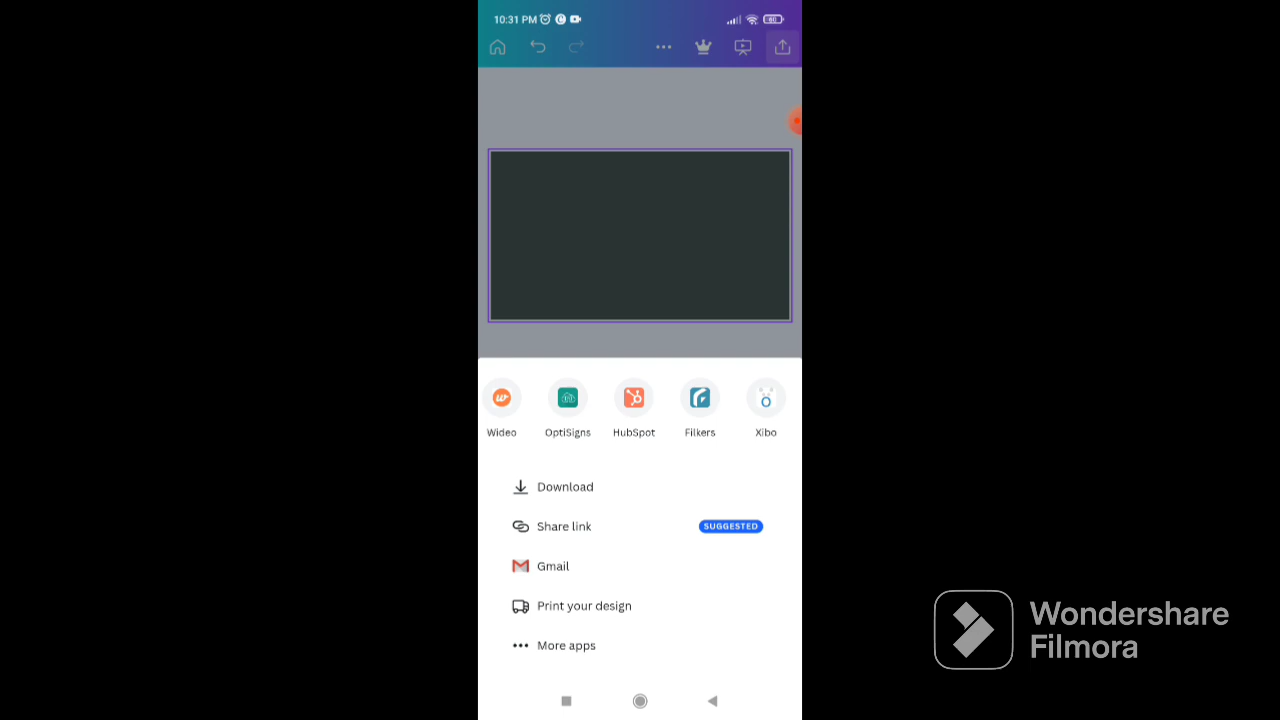 10:31 PM
60
Wideo
OptiSigns
HubSpot
Filkers
Xibo
Download
Share link
SUGGESTED
Gmail
Print your design
More apps
Wondershare
Filmora